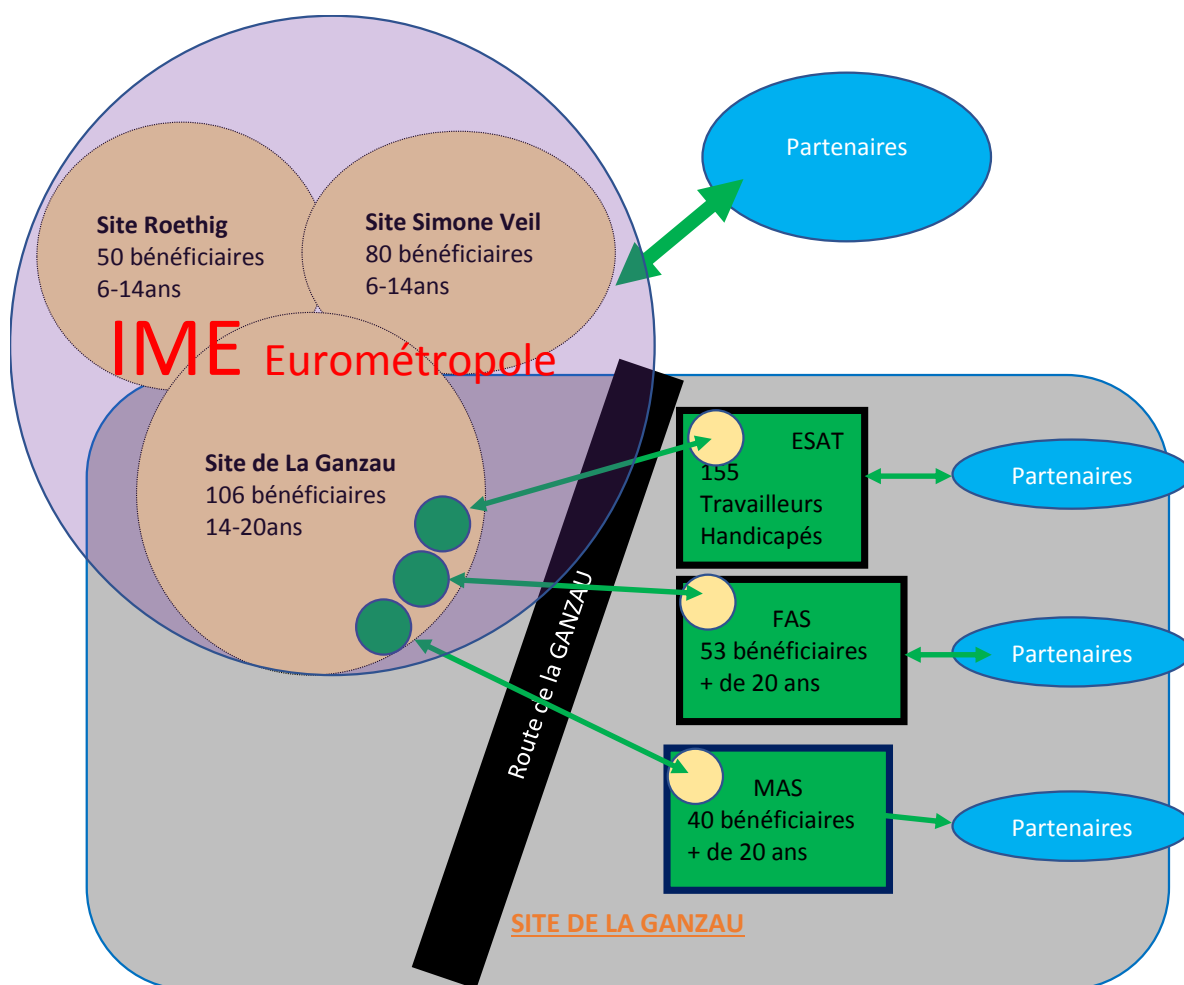 Partenaires
Site Roethig
50 bénéficiaires
6-14ans
Site Simone Veil
80 bénéficiaires
6-14ans
IME Eurométropole
Site de La Ganzau
106 bénéficiaires
14-20ans
Route de la GANZAU
ESAT
155
Travailleurs
Handicapés
Partenaires
FAS
53 bénéficiaires
+ de 20 ans
Partenaires
MAS
40 bénéficiaires
+ de 20 ans
Partenaires
SITE DE LA GANZAU